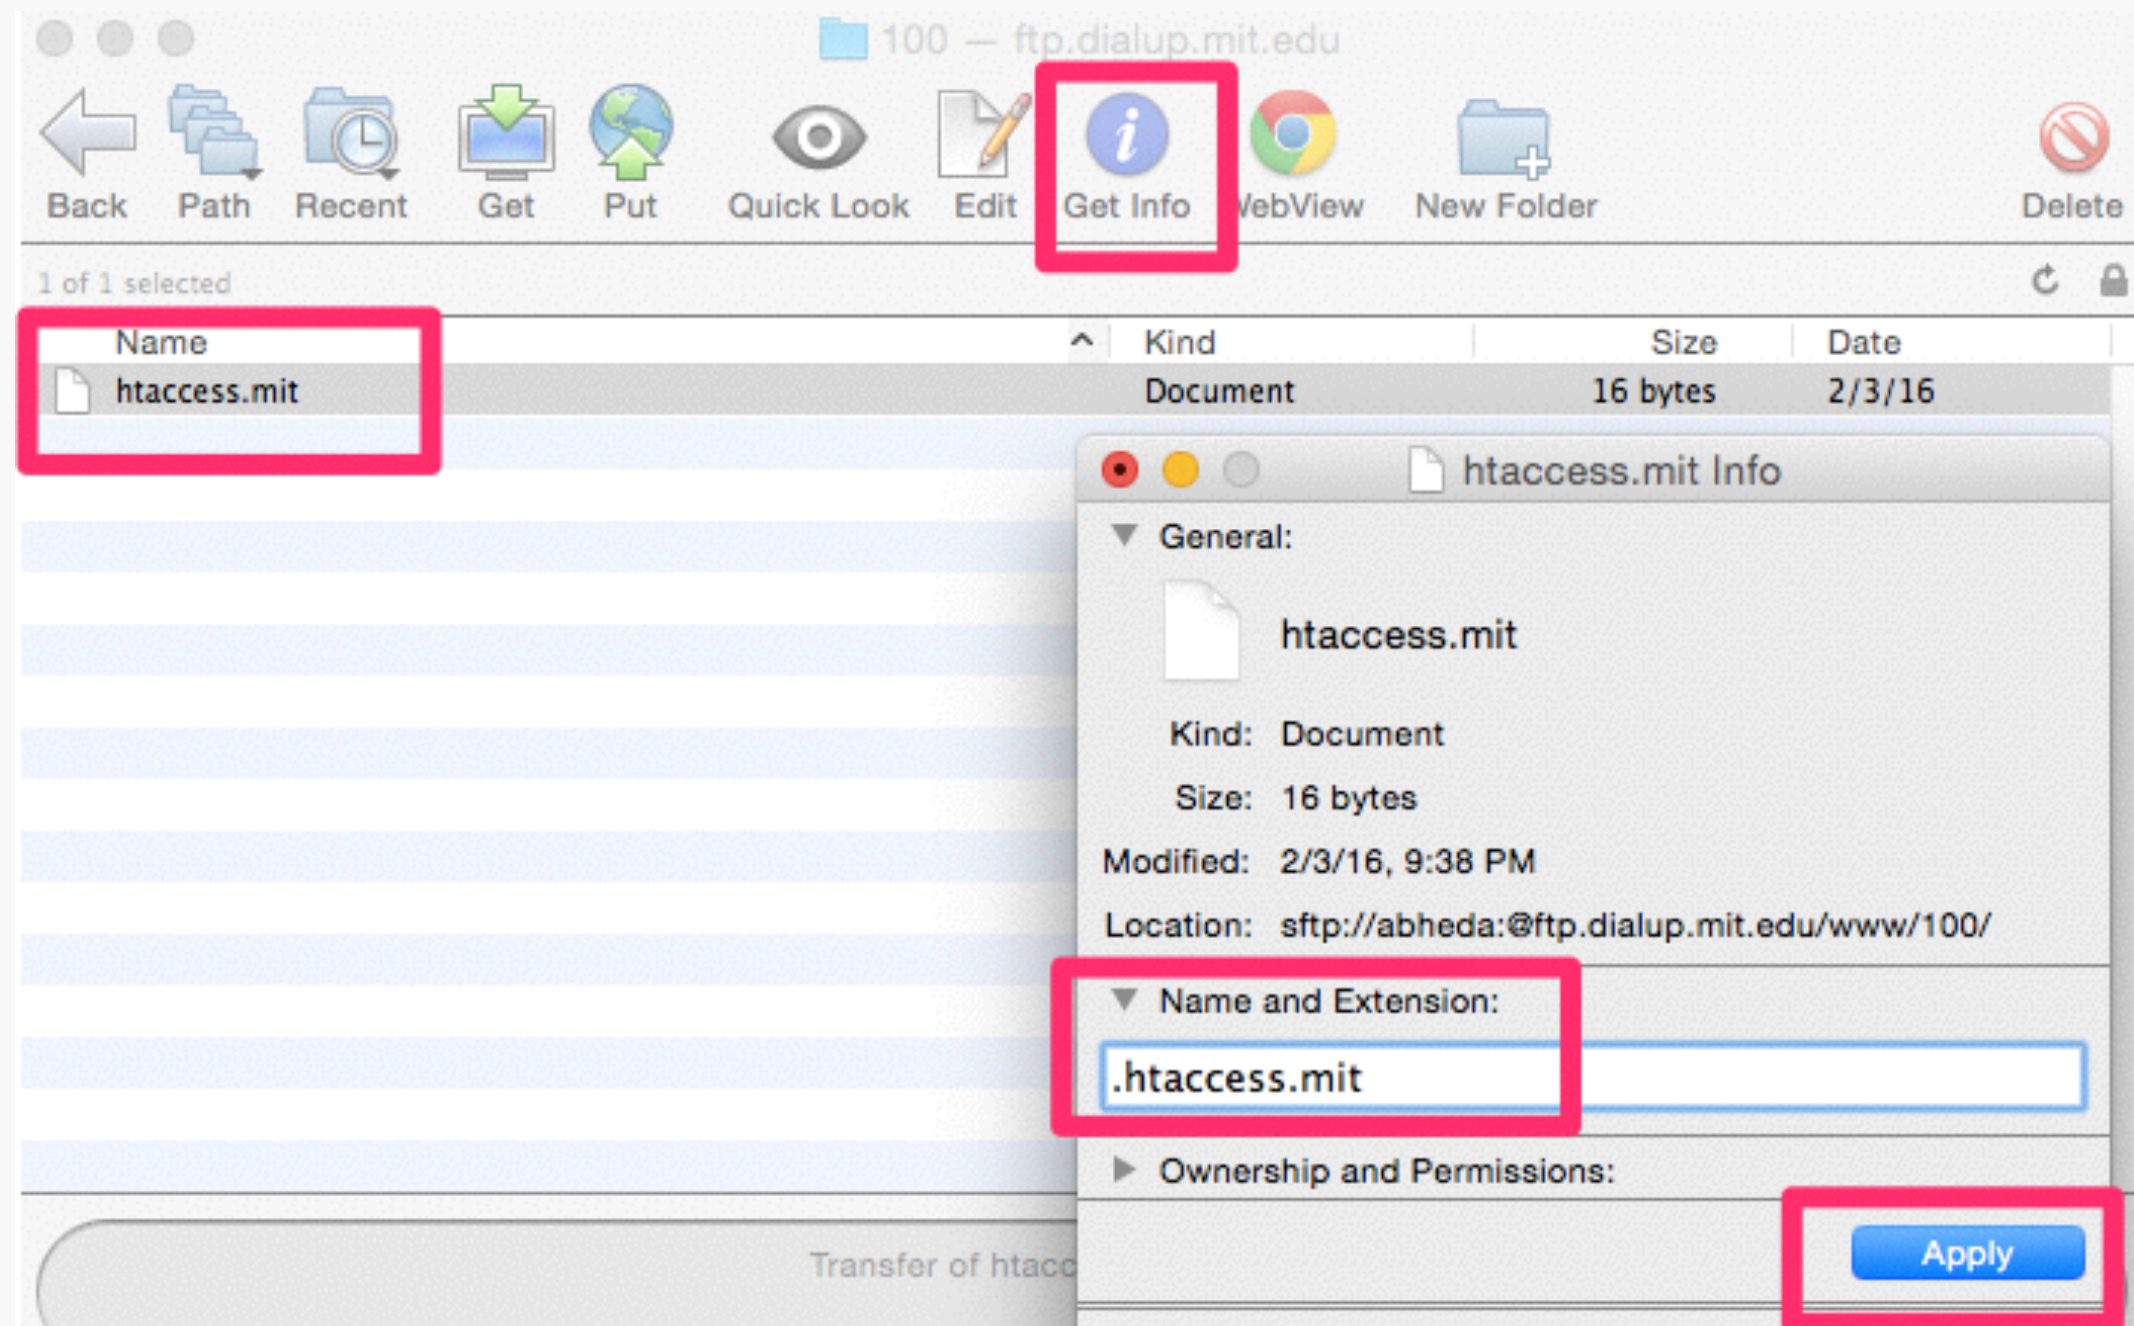 100 — ftp.dialup.mit.edu
Back Path Recent Get Put Quick Look Edit Get Info WebView New Folder Delete
1 of 1 selected
Name Kind Size Date
htaccess.mit Document 16 bytes 2/3/16
htaccess.mit Info
General:
htaccess.mit
Kind: Document
Size: 16 bytes
Modified: 2/3/16, 9:38 PM
Location: sftp://abheda:@ftp.dialup.mit.edu/www/100/
Name and Extension:
.htaccess.mit
Ownership and Permissions:
Apply
Transfer of htacc